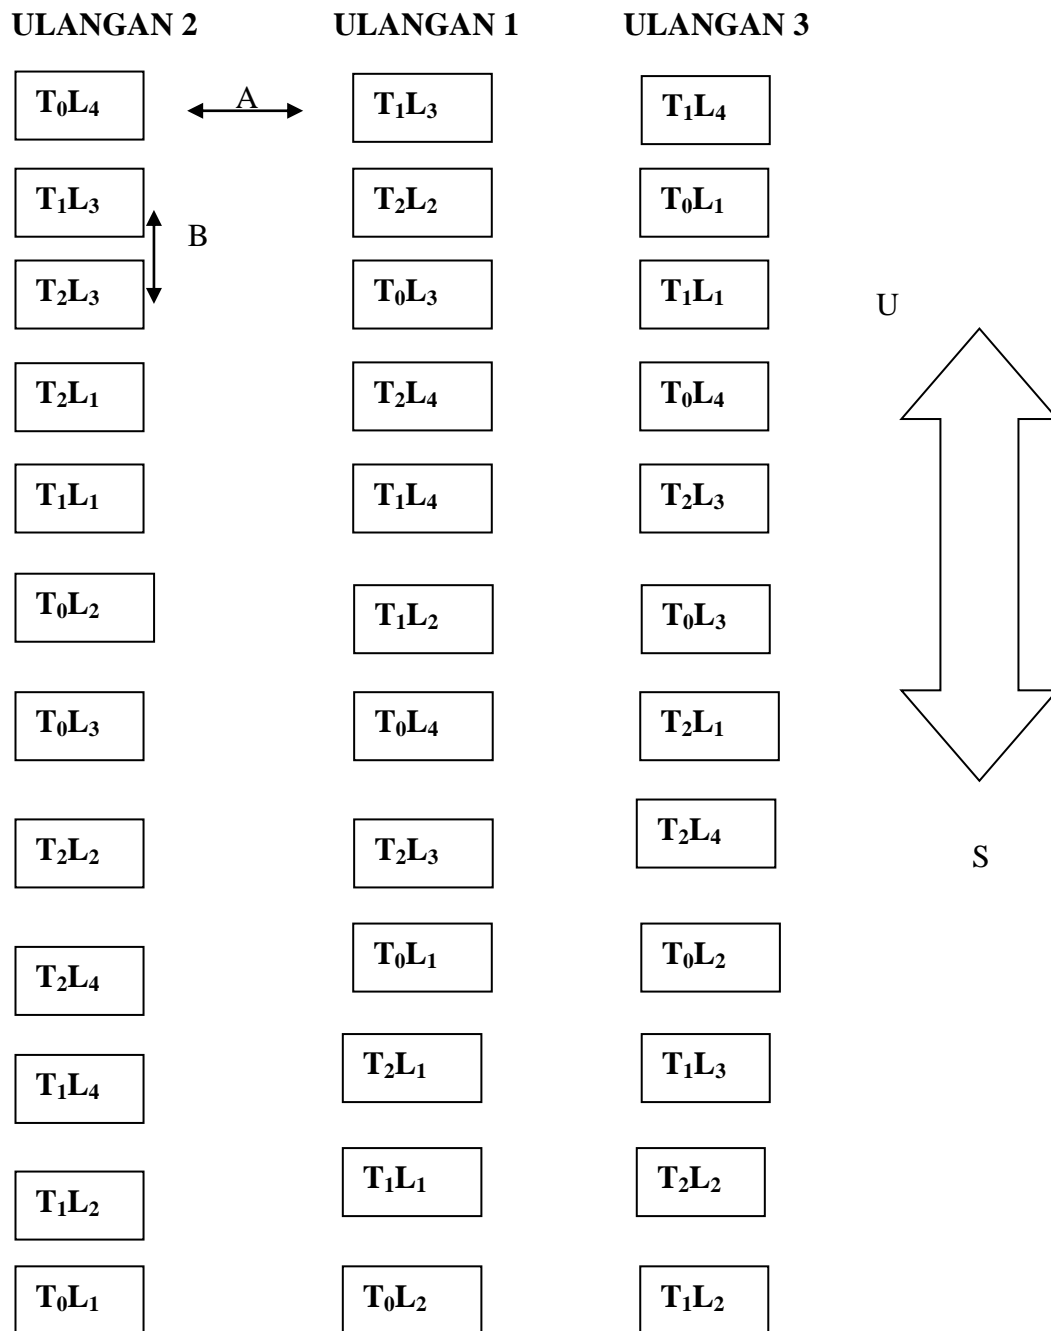 ULANGAN 2 ULANGAN 1 ULANGAN 3
T₀L₄ A T₁L₃ T₁L₄
T₁L₃ T₂L₂ T₀L₁
B
T₂L₃ T₀L₃ T₁L₁
U
T₂L₁ T₂L₄ T₀L₄
T₁L₁ T₁L₄ T₂L₃
T₀L₂ T₁L₂ T₀L₃
T₀L₃ T₀L₄ T₂L₁
T₂L₂ T₂L₃ T₂L₄
S
T₂L₄ T₀L₁ T₀L₂
T₁L₄ T₂L₁ T₁L₃
T₁L₂ T₁L₁ T₂L₂
T₀L₁ T₀L₂ T₁L₂